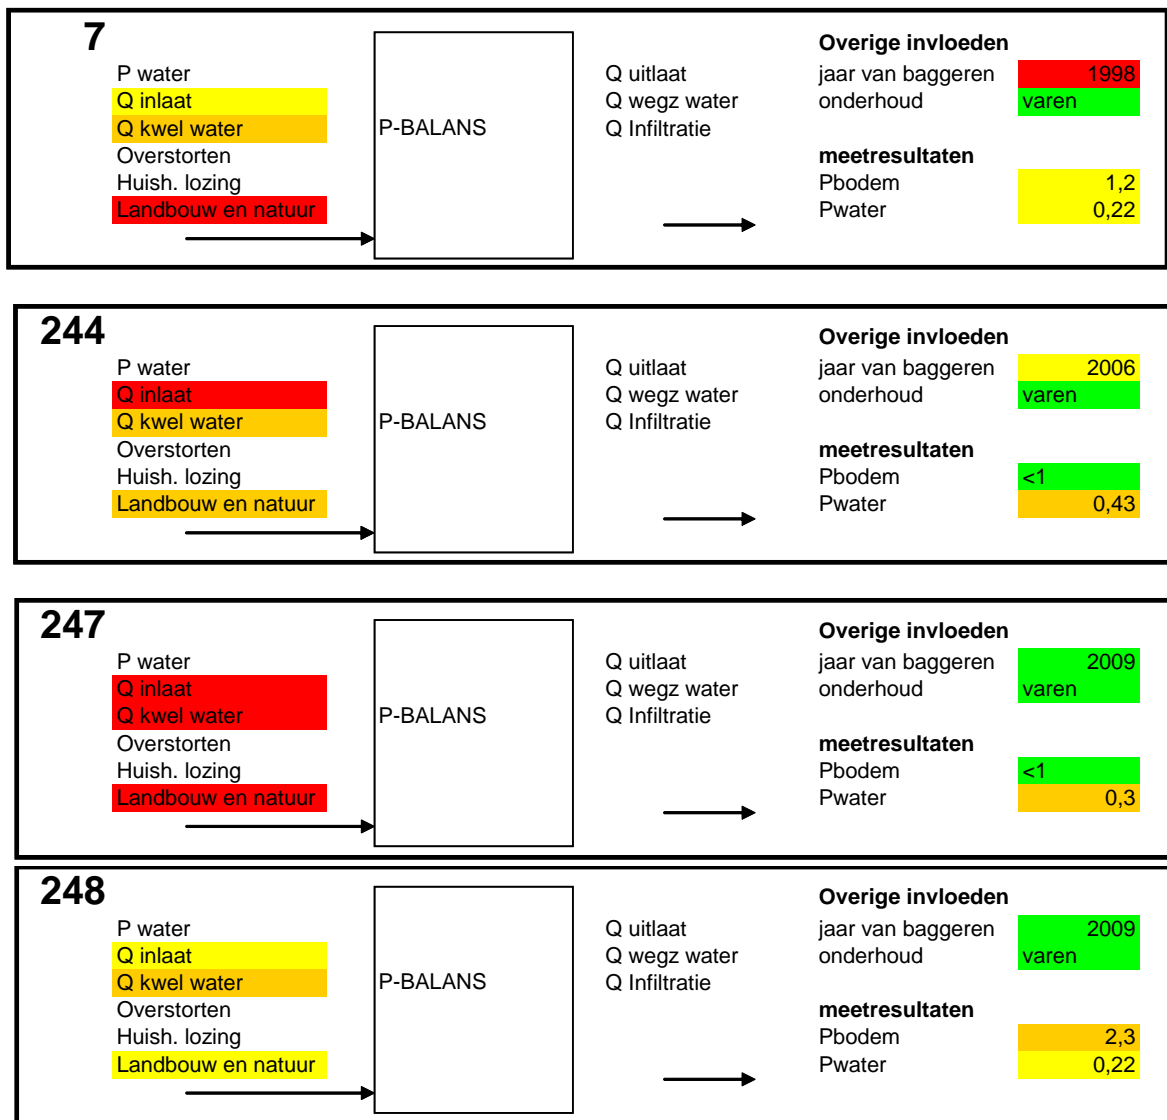 7 Overige invloeden
P water Q uitlaat jaar van baggeren 1998
Q inlaat Q wegz water onderhoud varen
Q kwel water P-BALANS Q Infiltratie
Overstorten meetresultaten
Huish. lozing Pbodem 1,2
Landbouw en natuur Pwater 0,22
244 Overige invloeden
P water Q uitlaat jaar van baggeren 2006
Q inlaat Q wegz water onderhoud varen
Q kwel water P-BALANS Q Infiltratie
Overstorten meetresultaten
Huish. lozing Pbodem <1
Landbouw en natuur Pwater 0,43
247 Overige invloeden
P water Q uitlaat jaar van baggeren 2009
Q inlaat Q wegz water onderhoud varen
Q kwel water P-BALANS Q Infiltratie
Overstorten meetresultaten
Huish. lozing Pbodem <1
Landbouw en natuur Pwater 0,3
248 Overige invloeden
P water Q uitlaat jaar van baggeren 2009
Q inlaat Q wegz water onderhoud varen
Q kwel water P-BALANS Q Infiltratie
Overstorten meetresultaten
Huish. lozing Pbodem 2,3
Landbouw en natuur Pwater 0,22